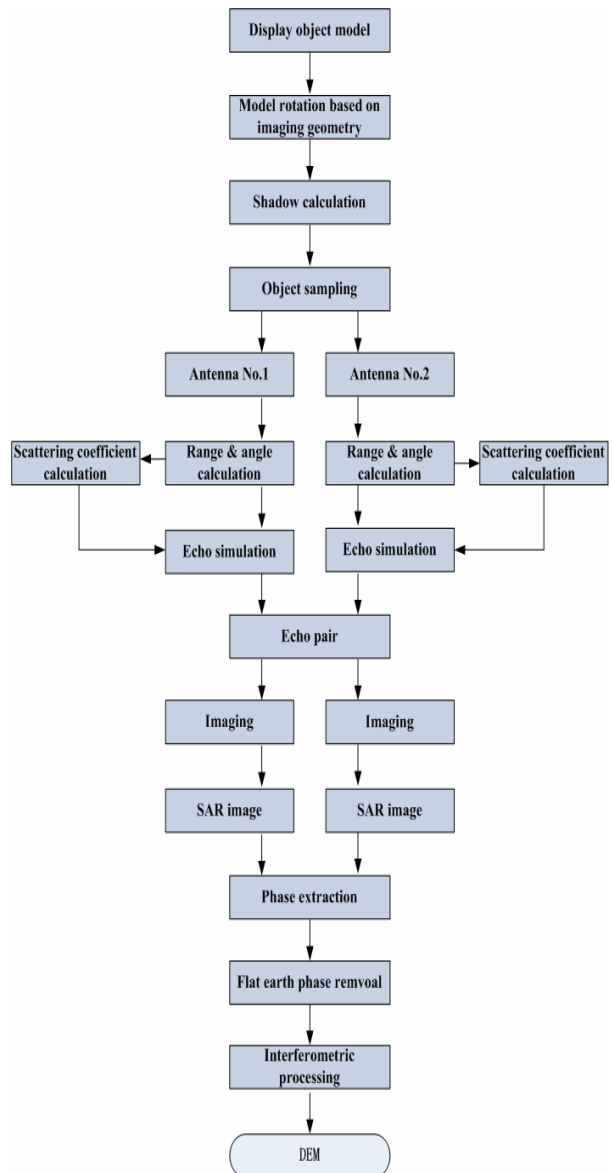 Display object model
Model rotation based on
imaging geometry
Shadow calculation
Object sampling
Antenna No.1
Antenna No.2
Scattering coefficient
calculation
Range & angle
calculation
Range & angle
calculation
Scattering coefficient
calculation
Echo simulation
Echo simulation
Echo pair
Imaging
Imaging
SAR image
SAR image
Phase extraction
Flat earth phase remvoal
Interferometric
processing
DEM